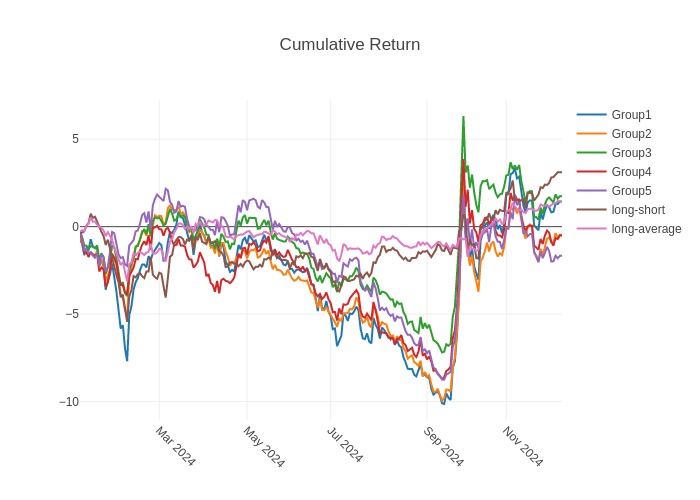 Cumulative Return
5
0
−5
−10
Mar 2024
May 2024
Jul 2024
Sep 2024
Nov 2024
Group1
Group2
Group3
Group4
Group5
long-short
long-average